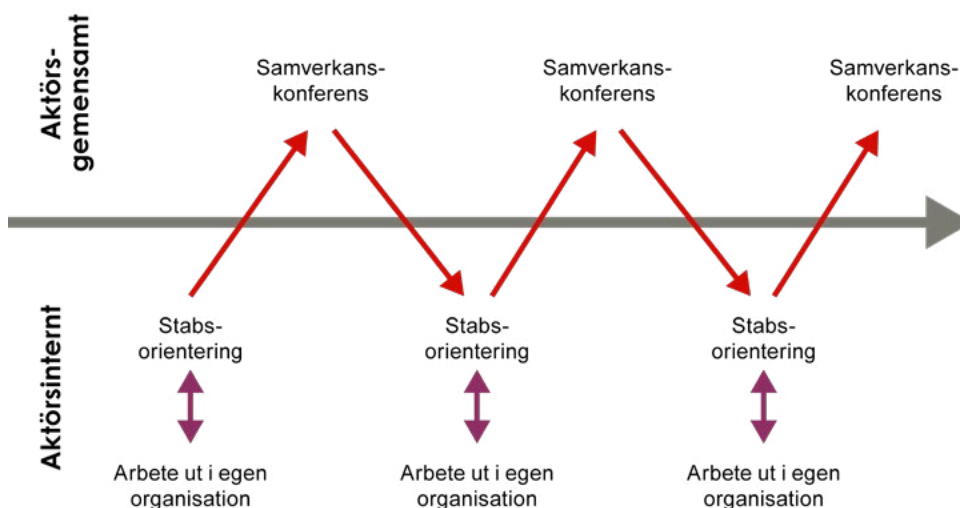 Aktörs-
gemensamt
Samverkans-
konferens
Samverkans-
konferens
Samverkans-
konferens
Aktörsinternt
Stabs-
orientering
Stabs-
orientering
Stabs-
orientering
Arbete ut i egen
organisation
Arbete ut i egen
organisation
Arbete ut i egen
organisation